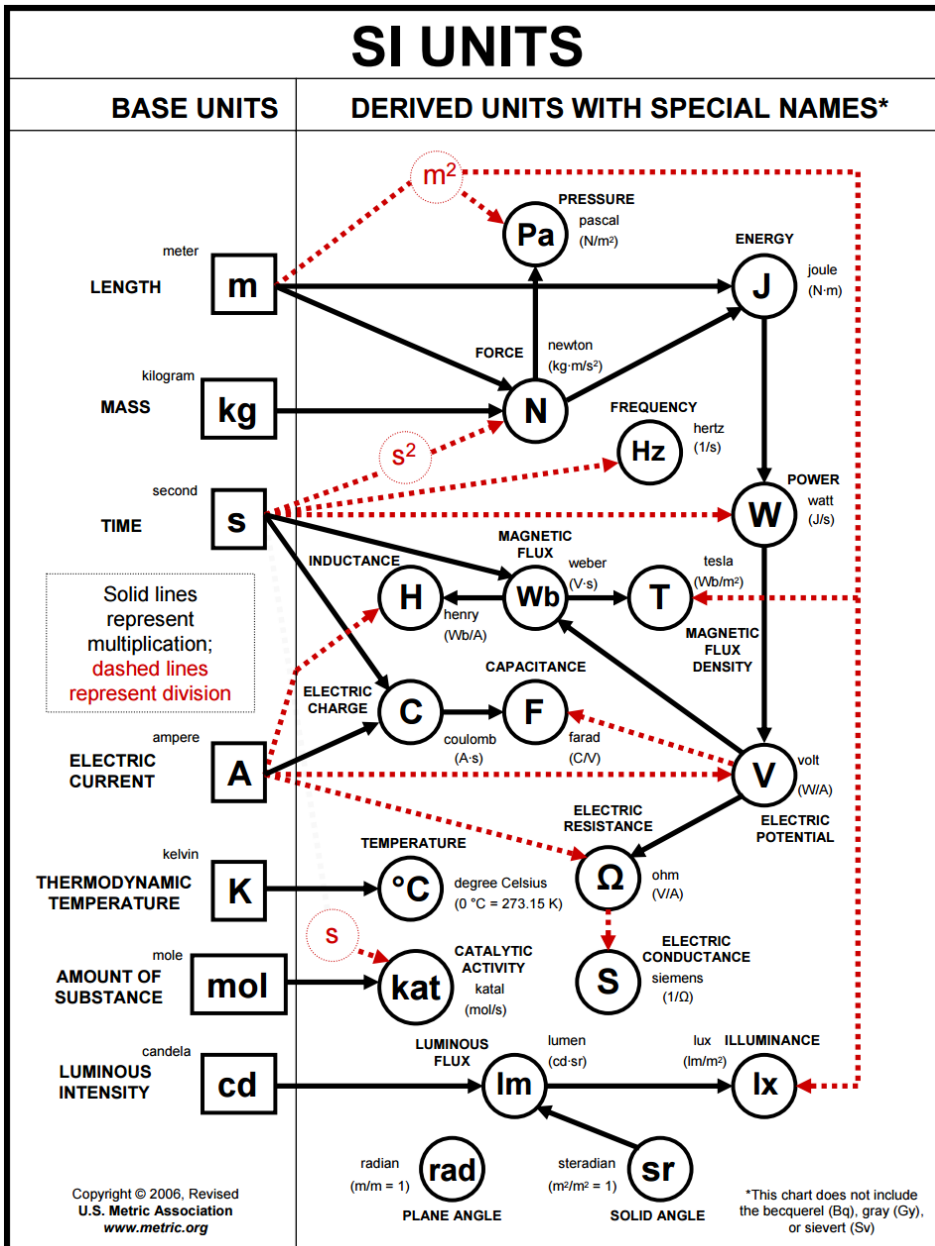 SI UNITS
BASE UNITS
DERIVED UNITS WITH SPECIAL NAMES*
m²
PRESSURE
pascal
(N/m²)
Pa
ENERGY
joule
(N·m)
J
meter
LENGTH
m
FORCE
newton
(kg·m/s²)
N
kilogram
MASS
kg
FREQUENCY
hertz
(1/s)
Hz
s²
second
TIME
s
POWER
watt
(J/s)
W
INDUCTANCE
H
henry
(Wb/A)
MAGNETIC
FLUX
weber
(V·s)
Wb
tesla
(Wb/m²)
T
MAGNETIC
FLUX
DENSITY
Solid lines
represent
multiplication;
dashed lines
represent division
ELECTRIC
CHARGE
C
coulomb
(A·s)
CAPACITANCE
F
farad
(C/V)
ampere
ELECTRIC
CURRENT
A
V
volt
(W/A)
ELECTRIC
POTENTIAL
ELECTRIC
RESISTANCE
Ω
ohm
(V/A)
kelvin
THERMODYNAMIC
TEMPERATURE
K
TEMPERATURE
°C
degree Celsius
(0 °C = 273.15 K)
s
ELECTRIC
CONDUCTANCE
siemens
(1/Ω)
S
mole
AMOUNT OF
SUBSTANCE
mol
CATALYTIC
ACTIVITY
katal
(mol/s)
kat
candela
LUMINOUS
INTENSITY
cd
LUMINOUS
FLUX
lumen
(cd·sr)
lm
lux
(lm/m²)
ILLUMINANCE
lx
radian
(m/m = 1)
rad
PLANE ANGLE
steradian
(m²/m² = 1)
sr
SOLID ANGLE
Copyright © 2006, Revised
U.S. Metric Association
www.metric.org
*This chart does not include
the becquerel (Bq), gray (Gy),
or sievert (Sv)